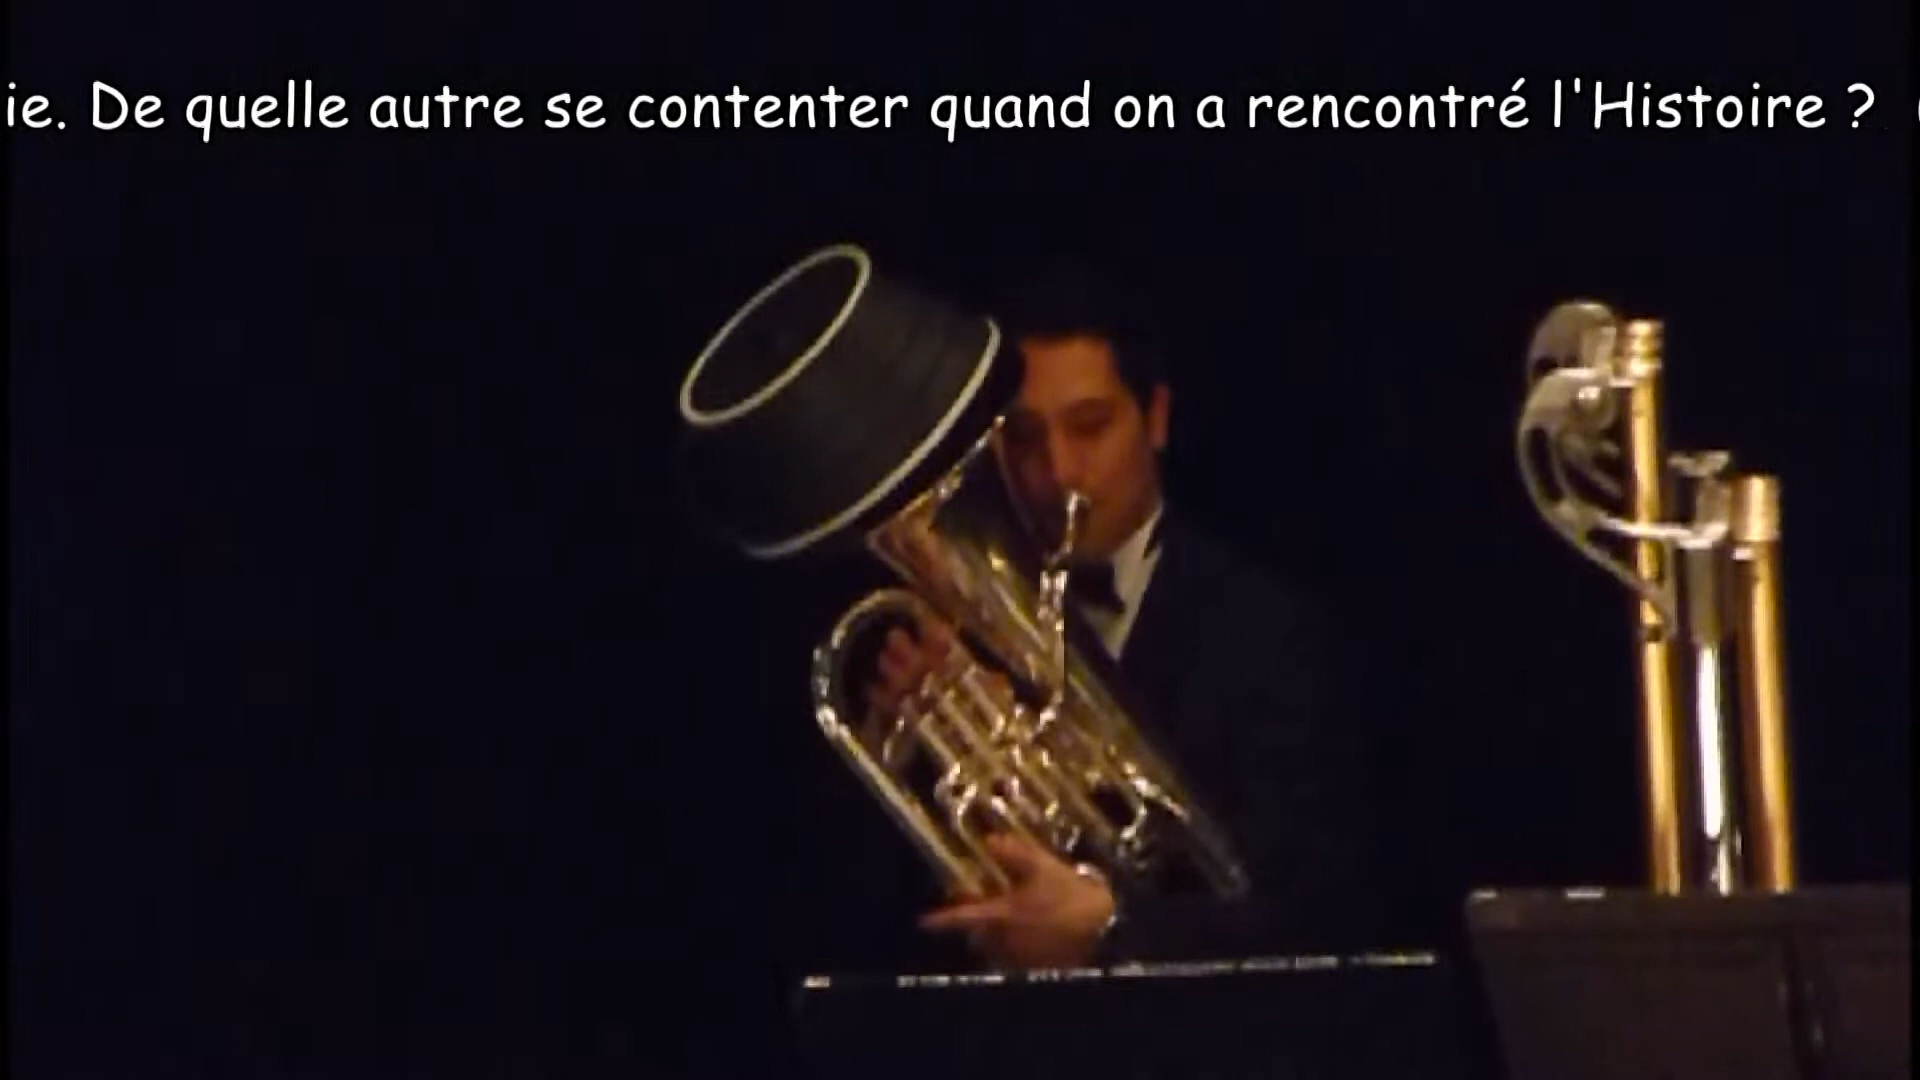 ie. De quelle autre se contenter quand on a rencontré l'Histoire ?